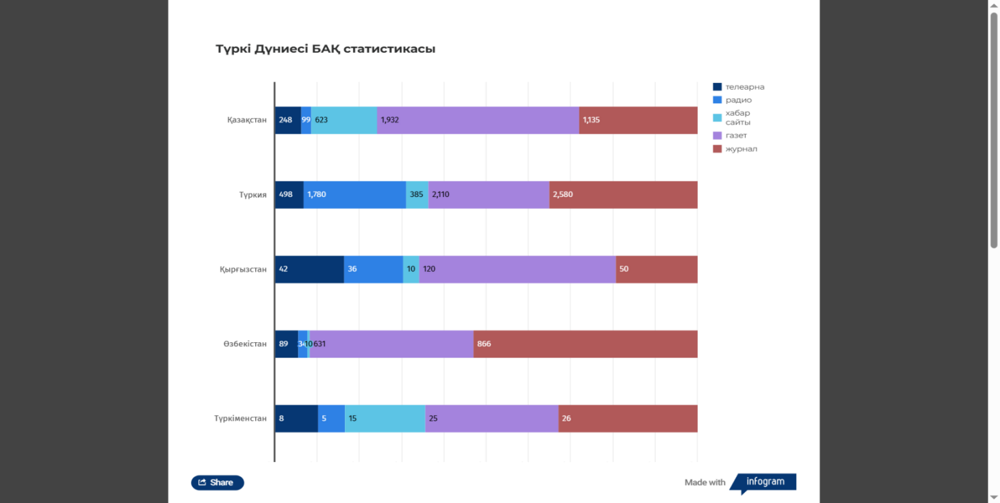 Түркі Дүниесі БАҚ статистикасы
телеарна
радио
хабар
сайты
газет
журнал
Қазақстан 248 99 623 1,932 1,135
Түркия 498 1,780 385 2,110 2,580
Қырғызстан 42 36 10 120 50
Өзбекістан 89 34 10 631 866
Түркіменстан 8 5 15 25 26
Share
Made with infogram